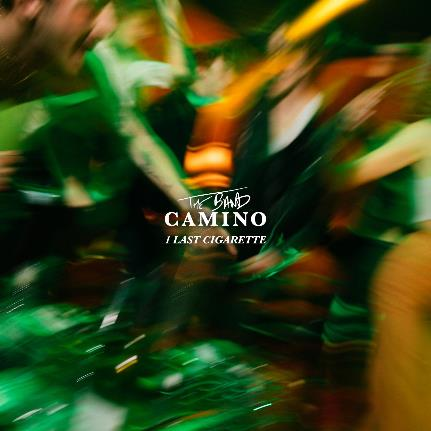 THE BAND
CAMINO
1 LAST CIGARETTE